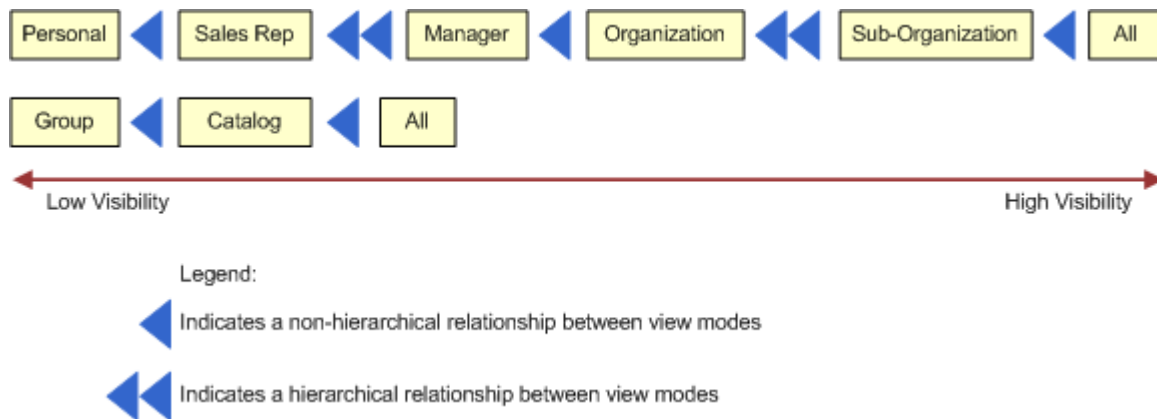 Personal Sales Rep Manager Organization Sub-Organization All
Group Catalog All
Low Visibility High Visibility
Legend:
Indicates a non-hierarchical relationship between view modes
Indicates a hierarchical relationship between view modes